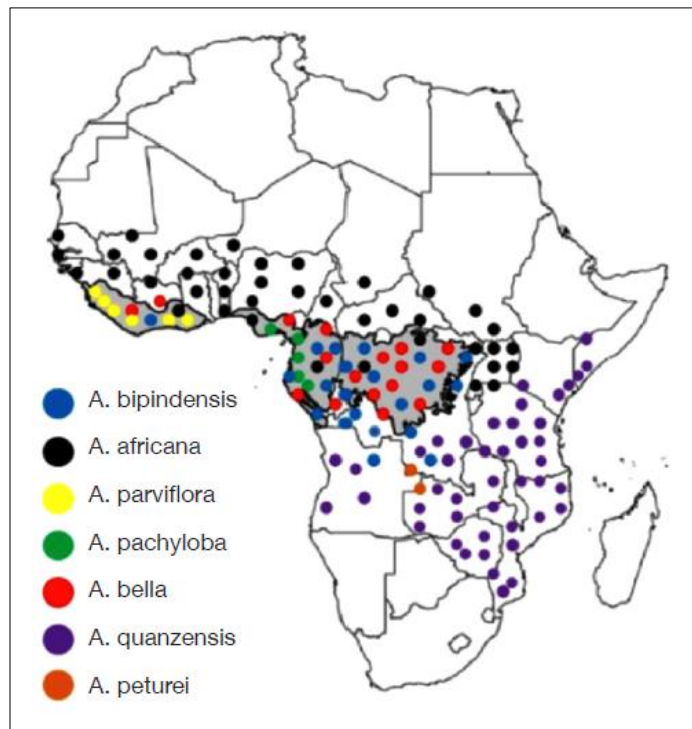 A. bipindensis
A. africana
A. parviflora
A. pachyloba
A. bella
A. quanzensis
A. peturei